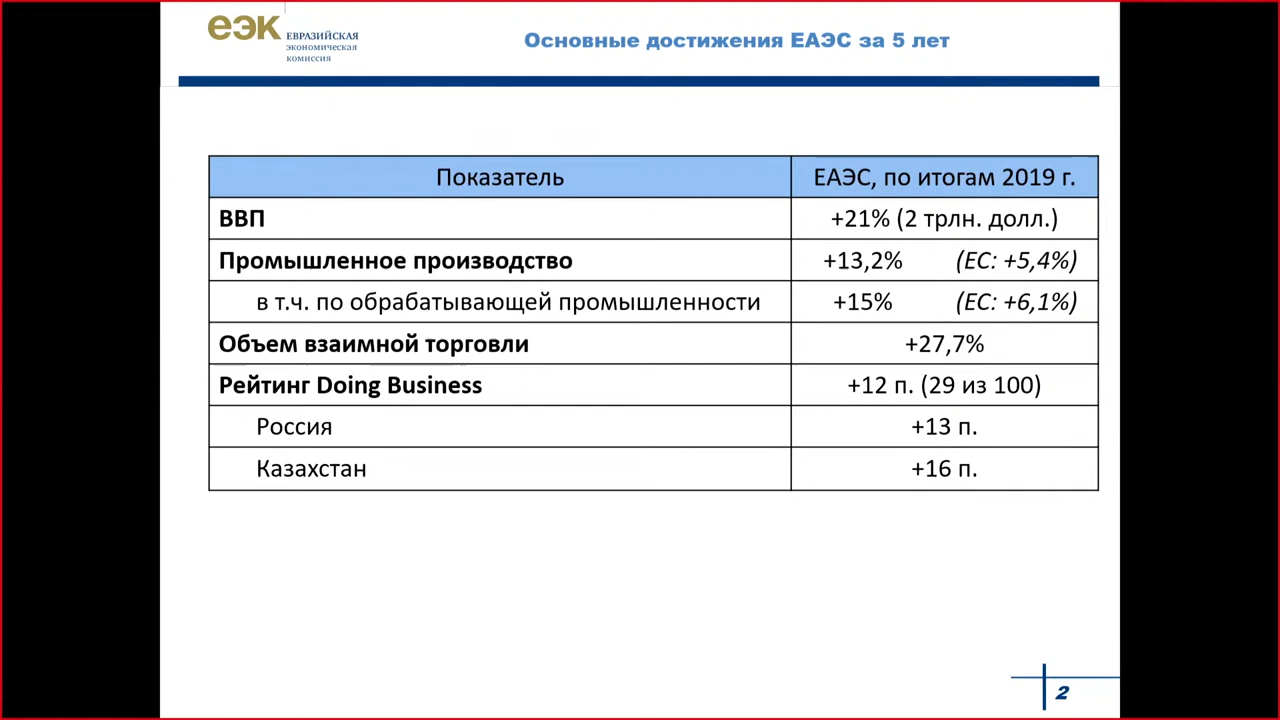 еэк
ЕВРАЗИЙСКАЯ
экономическая
комиссия
Основные достижения ЕАЭС за 5 лет
Показатель ЕАЭС, по итогам 2019 г.
ВВП +21% (2 трлн. долл.)
Промышленное производство +13,2% (ЕС: +5,4%)
в т.ч. по обрабатывающей промышленности +15% (ЕС: +6,1%)
Объем взаимной торговли +27,7%
Рейтинг Doing Business +12 п. (29 из 100)
Россия +13 п.
Казахстан +16 п.
2